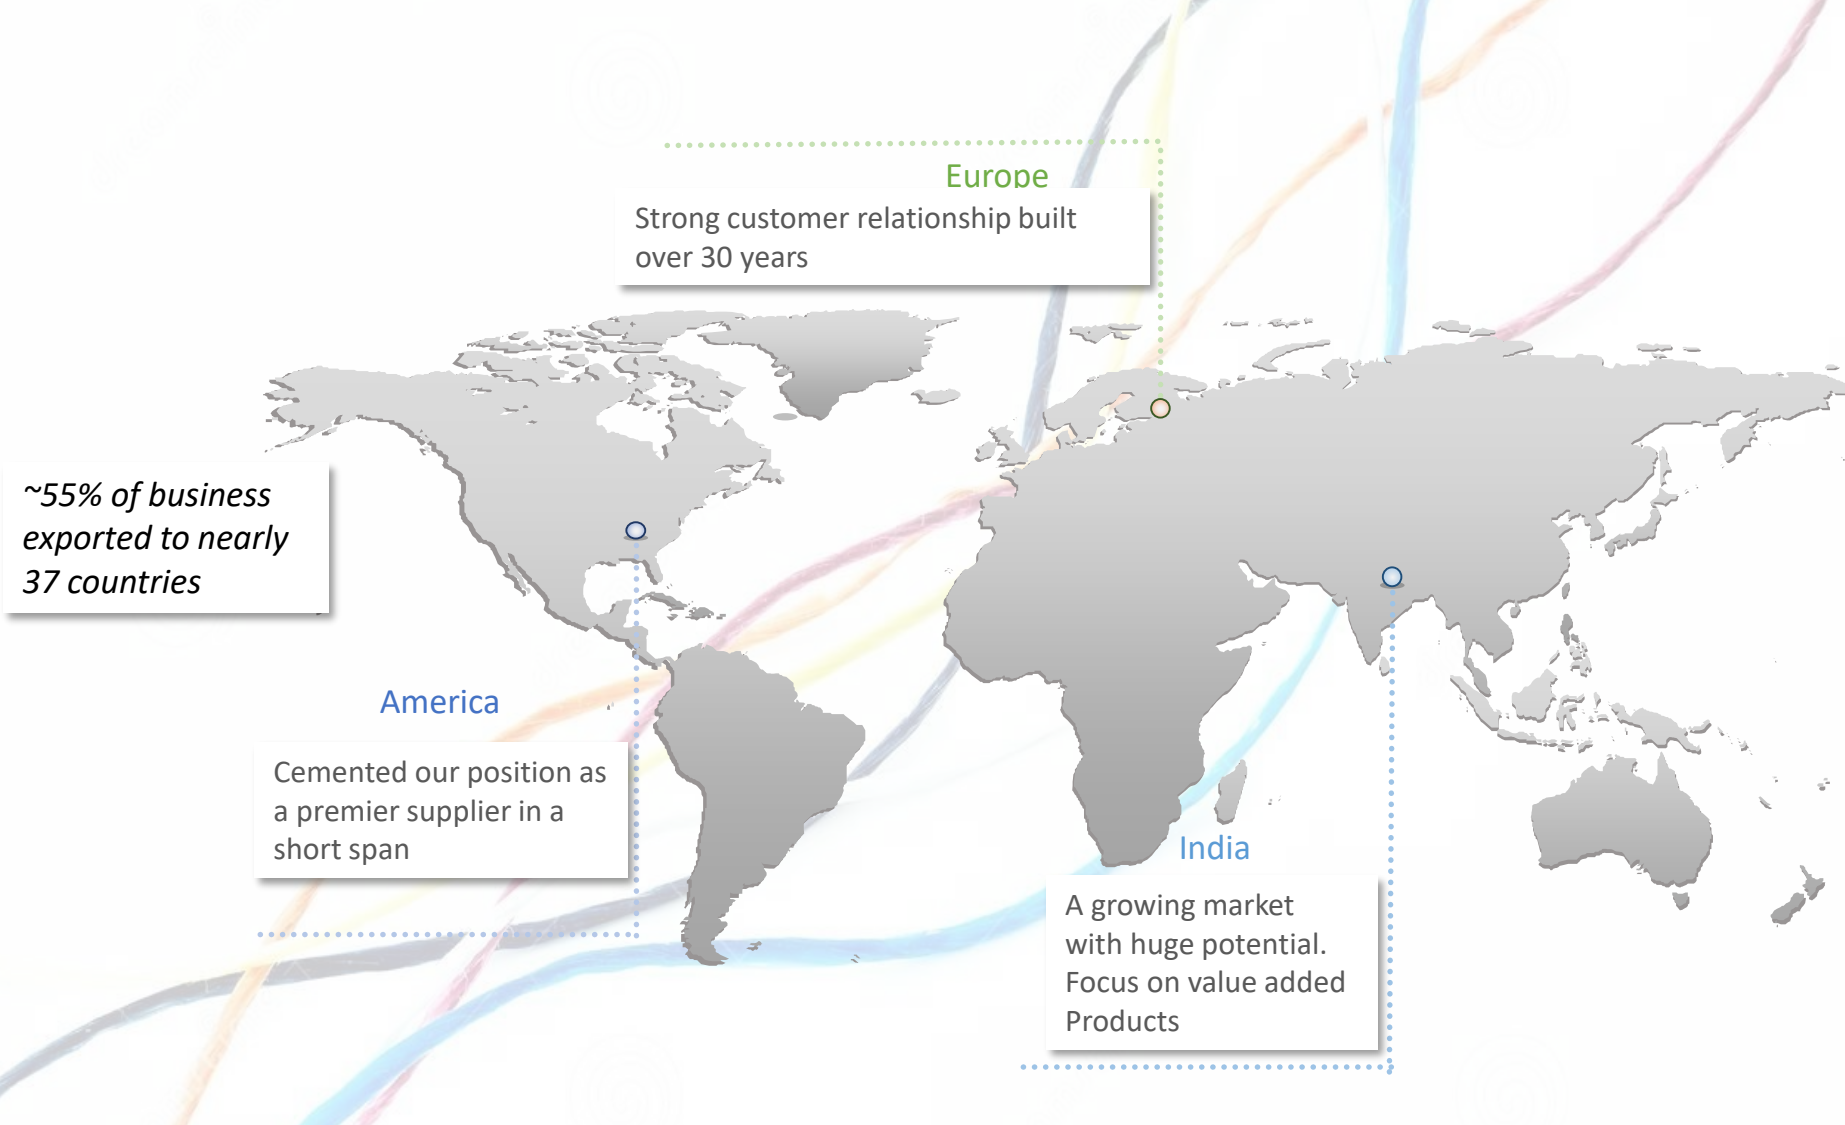 Europe
Strong customer relationship built
over 30 years
~55% of business
exported to nearly
37 countries
America
Cemented our position as
a premier supplier in a
short span
India
A growing market
with huge potential.
Focus on value added
Products